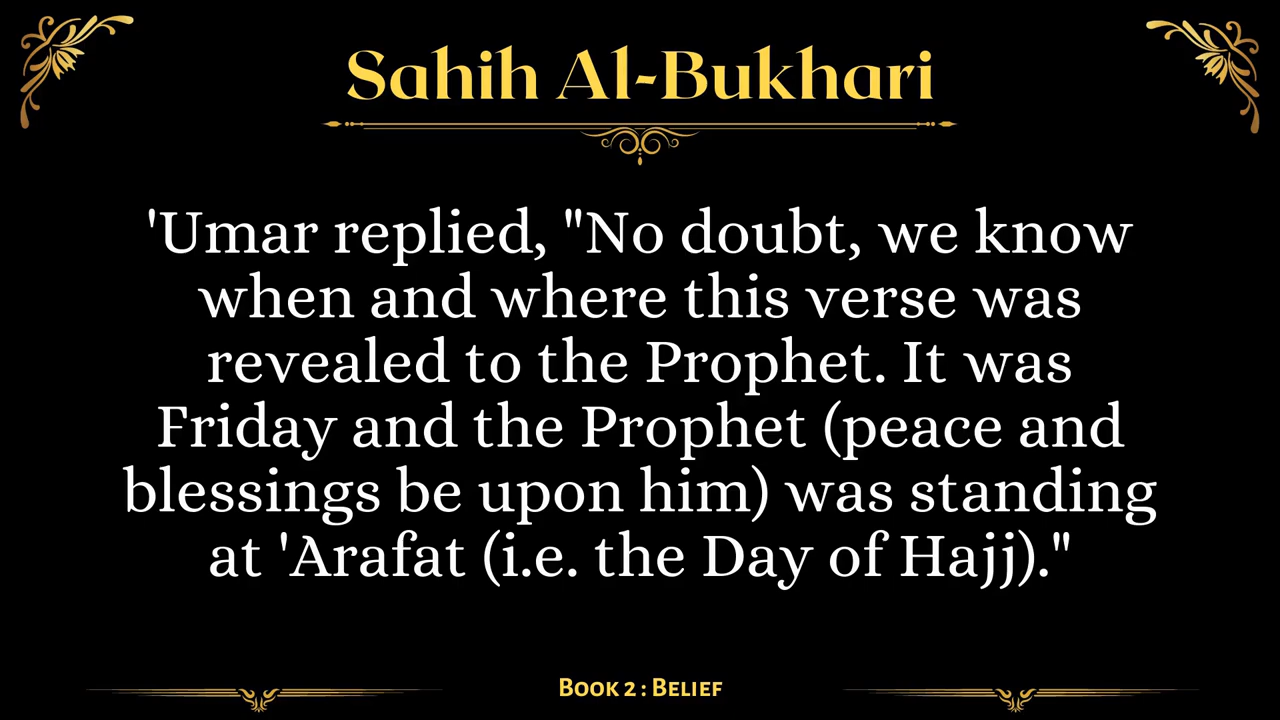 Sahih Al-Bukhari
'Umar replied, "No doubt, we know
when and where this verse was
revealed to the Prophet. It was
Friday and the Prophet (peace and
blessings be upon him) was standing
at 'Arafat (i.e. the Day of Hajj)."
Book 2 : Belief